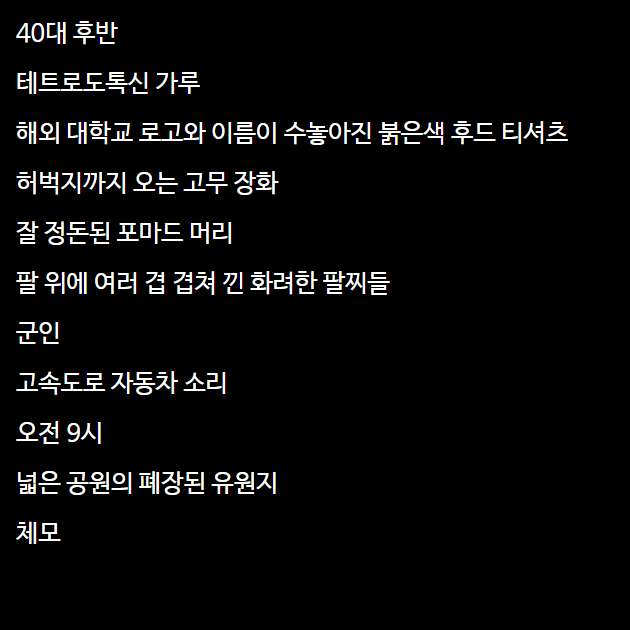 40대 후반
테트로도톡신 가루
해외 대학교 로고와 이름이 수놓아진 붉은색 후드 티셔츠
허벅지까지 오는 고무 장화
잘 정돈된 포마드 머리
팔 위에 여러 겹 겹쳐 낀 화려한 팔찌들
군인
고속도로 자동차 소리
오전 9시
넓은 공원의 폐장된 유원지
체모